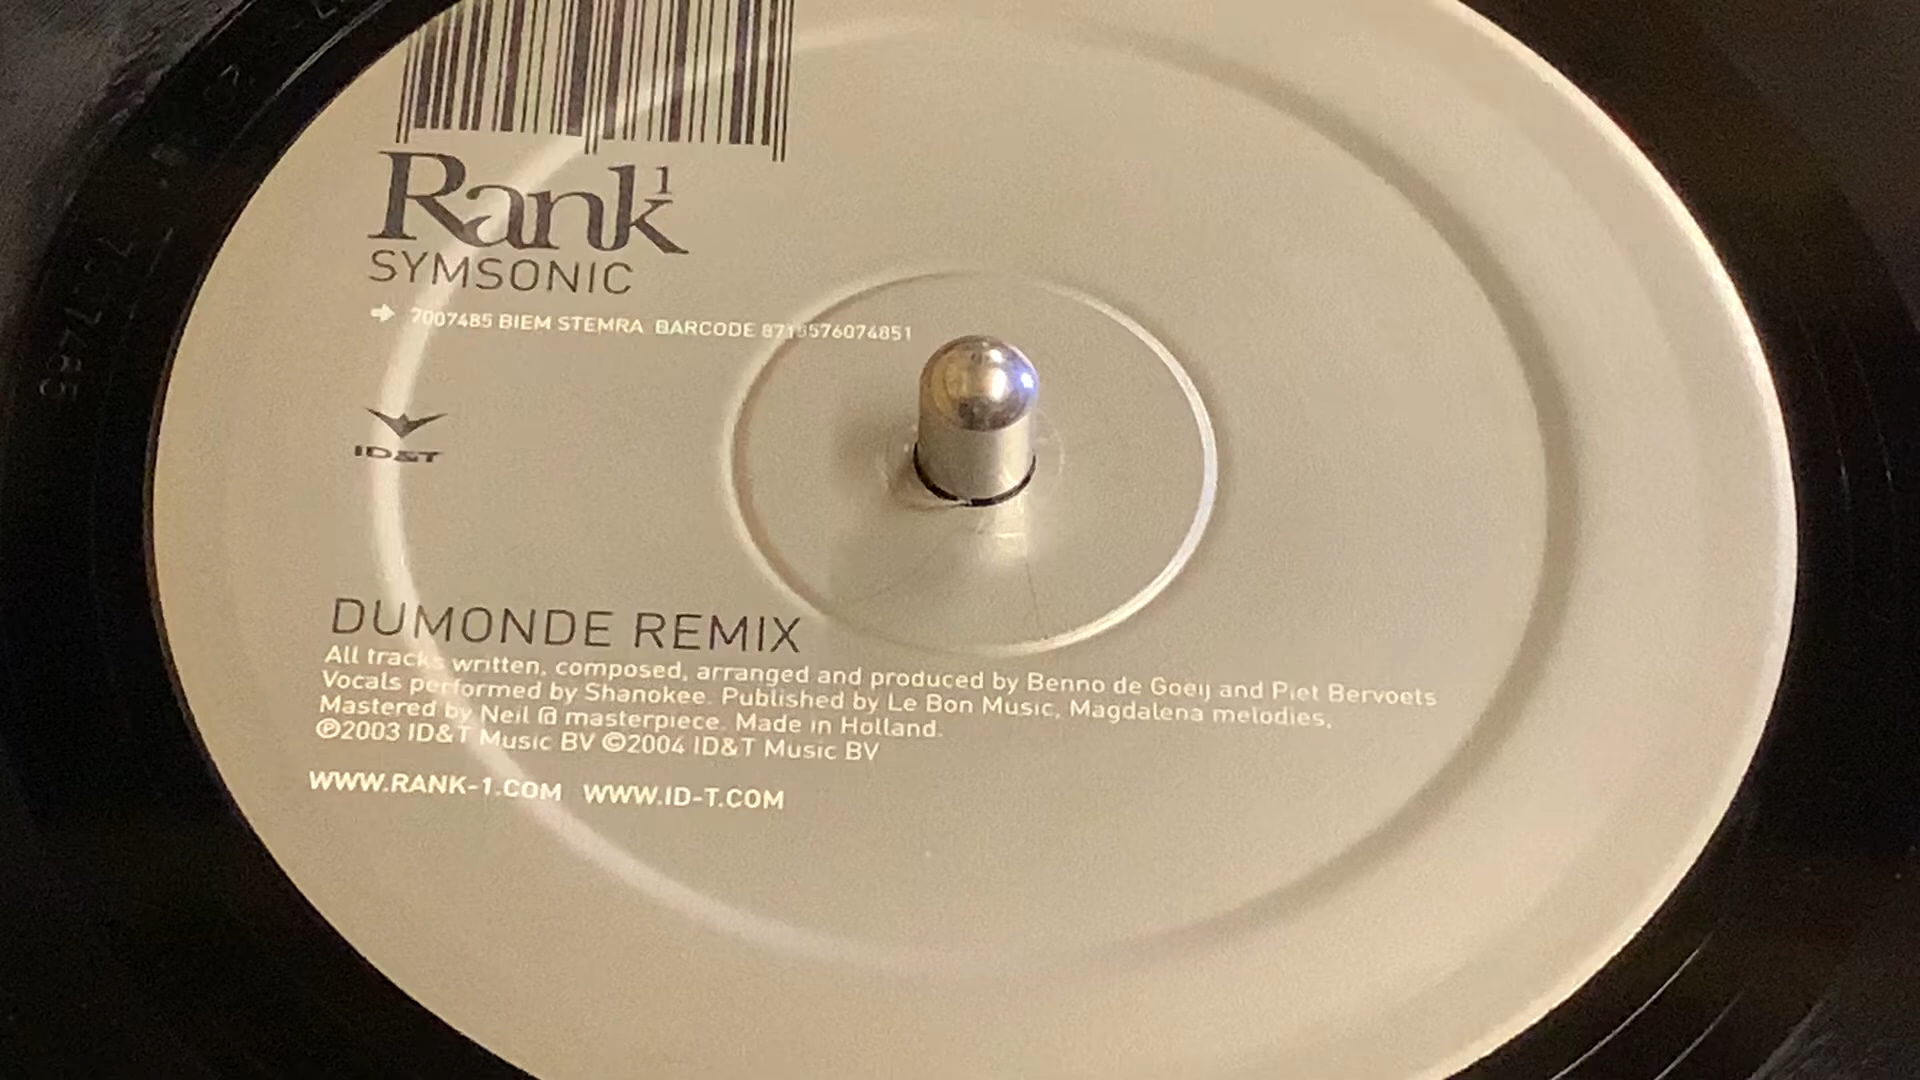 Rank 1
SYMSONIC
7007485 BIEM STEMRA BARCODE 8715576074851
ID&T
DUMONDE REMIX
All tracks written, composed, arranged and produced by Benno de Goeij and Piet Bervoets
Vocals performed by Shanokee. Published by Le Bon Music, Magdalena melodies,
Mastered by Neil @ masterpiece. Made in Holland.
℗2003 ID&T Music BV ©2004 ID&T Music BV
WWW.RANK-1.COM WWW.ID-T.COM